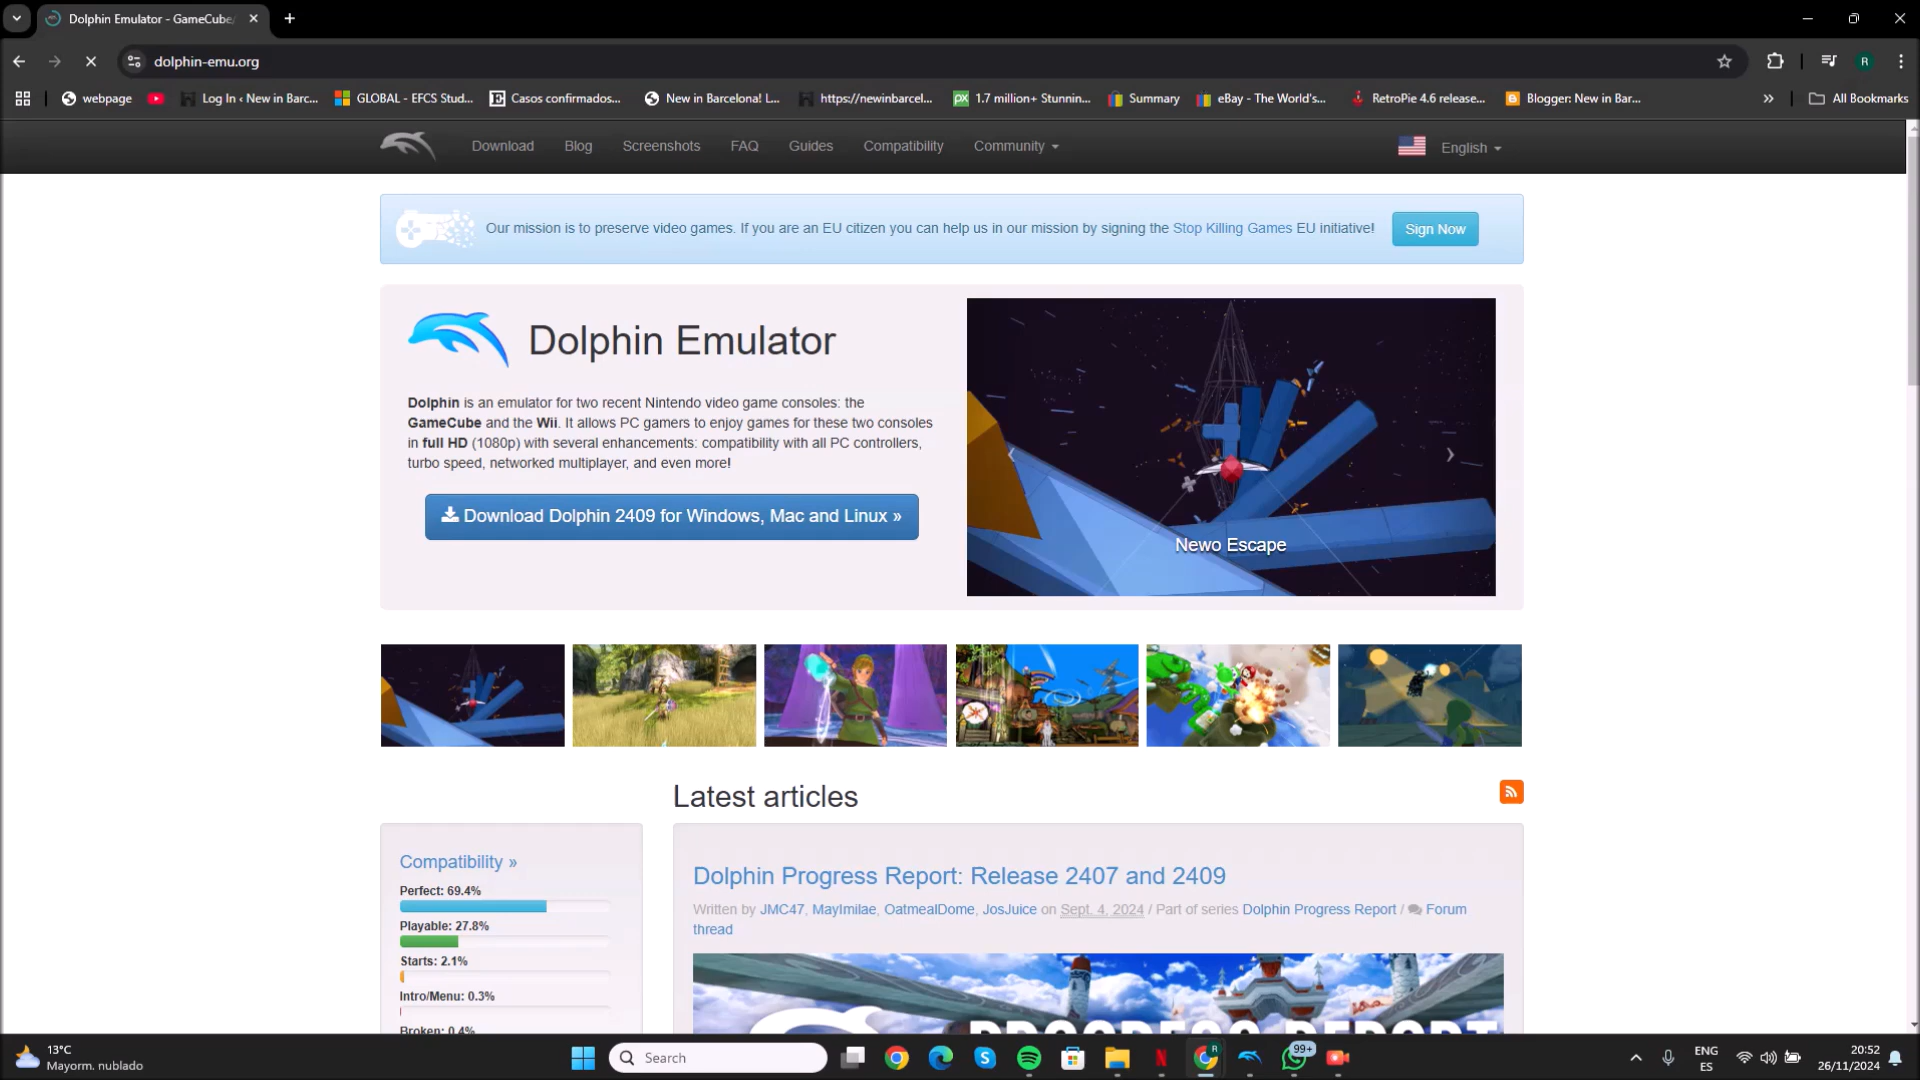 Dolphin Emulator - GameCube/
dolphin-emu.org
R
webpage
Log In ‹ New in Barc...
GLOBAL - EFCS Stud...
Casos confirmados...
New in Barcelona! L...
https://newinbarcel...
1.7 million+ Stunnin...
Summary
eBay - The World's...
RetroPie 4.6 release...
Blogger: New in Bar...
All Bookmarks
Download
Blog
Screenshots
FAQ
Guides
Compatibility
Community
English
Our mission is to preserve video games. If you are an EU citizen you can help us in our mission by signing the Stop Killing Games EU initiative!
Sign Now
Dolphin Emulator
Dolphin is an emulator for two recent Nintendo video game consoles: the
GameCube and the Wii. It allows PC gamers to enjoy games for these two consoles
in full HD (1080p) with several enhancements: compatibility with all PC controllers,
turbo speed, networked multiplayer, and even more!
Download Dolphin 2409 for Windows, Mac and Linux »
Newo Escape
Latest articles
Compatibility »
Perfect: 69.4%
Playable: 27.8%
Starts: 2.1%
Intro/Menu: 0.3%
Broken: 0.4%
Dolphin Progress Report: Release 2407 and 2409
Written by JMC47, MayImilae, OatmealDome, JosJuice on Sept. 4, 2024 / Part of series Dolphin Progress Report / Forum
thread
PROGRESS REPORT
13°C
Mayorm. nublado
Search
R
99+
ENG
ES
20:52
26/11/2024